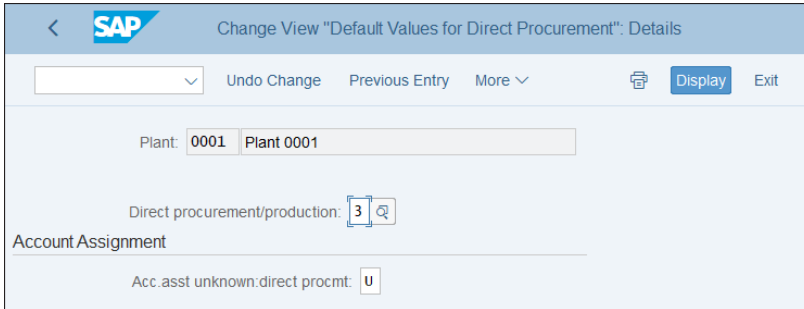 SAP Change View "Default Values for Direct Procurement": Details
Undo Change Previous Entry More Display Exit
Plant: 0001 Plant 0001
Direct procurement/production: 3
Account Assignment
Acc.asst unknown:direct procmt: U